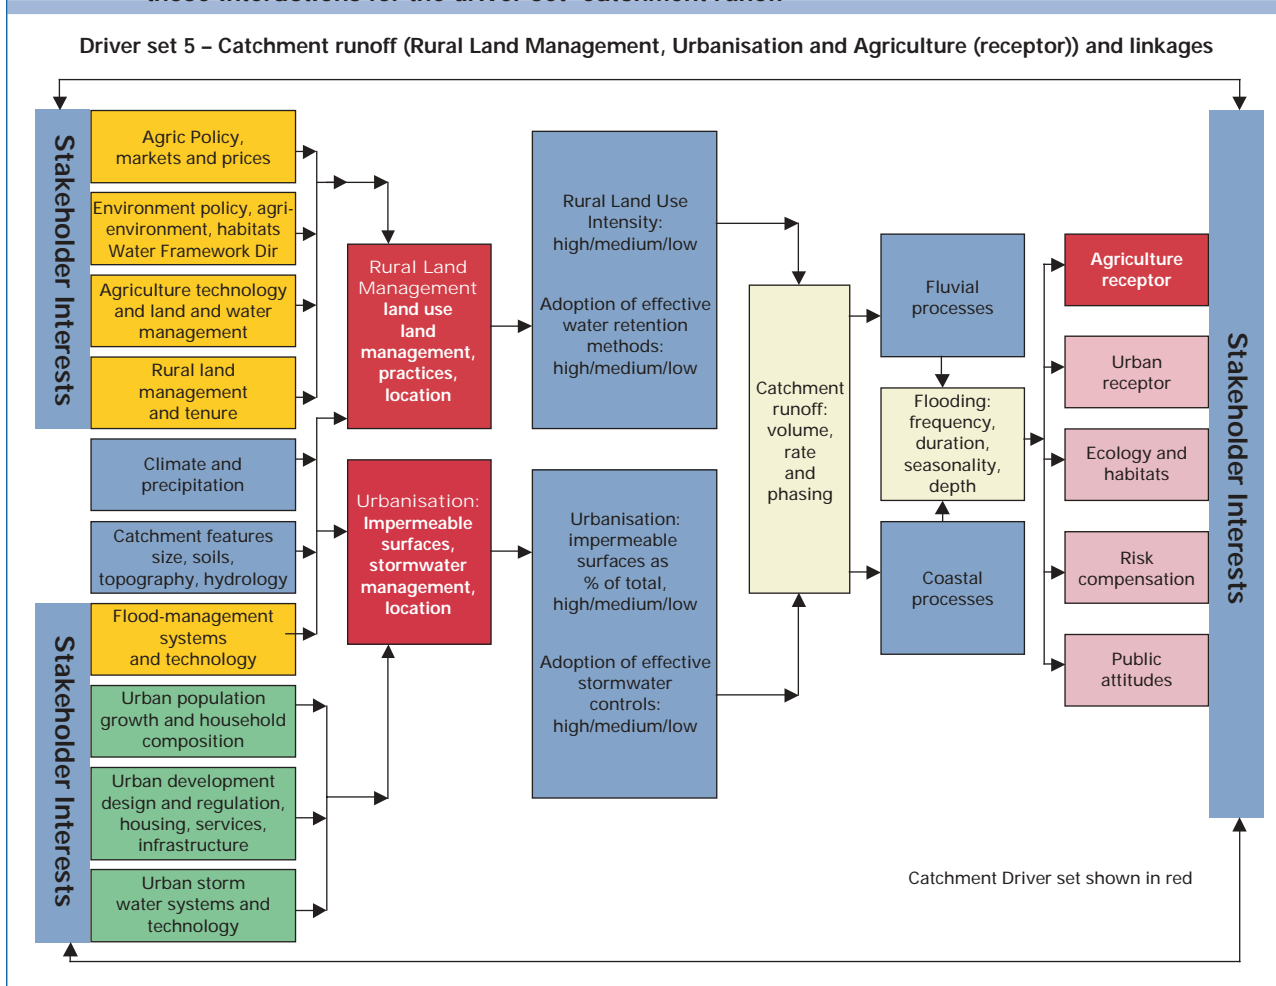 these interactions for the driver set 'catchment runoff'
Driver set 5 – Catchment runoff (Rural Land Management, Urbanisation and Agriculture (receptor)) and linkages
Stakeholder Interests
Agric Policy,
markets and prices
Environment policy, agri-
environment, habitats
Water Framework Dir
Agriculture technology
and land and water
management
Rural land
management
and tenure
Climate and
precipitation
Catchment features
size, soils,
topography, hydrology
Stakeholder Interests
Flood-management
systems
and technology
Urban population
growth and household
composition
Urban development
design and regulation,
housing, services,
infrastructure
Urban storm
water systems and
technology
Rural Land
Management
land use
land
management,
practices,
location
Urbanisation:
Impermeable
surfaces,
stormwater
management,
location
Rural Land Use
Intensity:
high/medium/low
Adoption of effective
water retention
methods:
high/medium/low
Urbanisation:
impermeable
surfaces as
% of total,
high/medium/low
Adoption of effective
stormwater
controls:
high/medium/low
Catchment
runoff:
volume,
rate
and
phasing
Fluvial
processes
Flooding:
frequency,
duration,
seasonality,
depth
Coastal
processes
Agriculture
receptor
Urban
receptor
Ecology and
habitats
Risk
compensation
Public
attitudes
Stakeholder Interests
Catchment Driver set shown in red